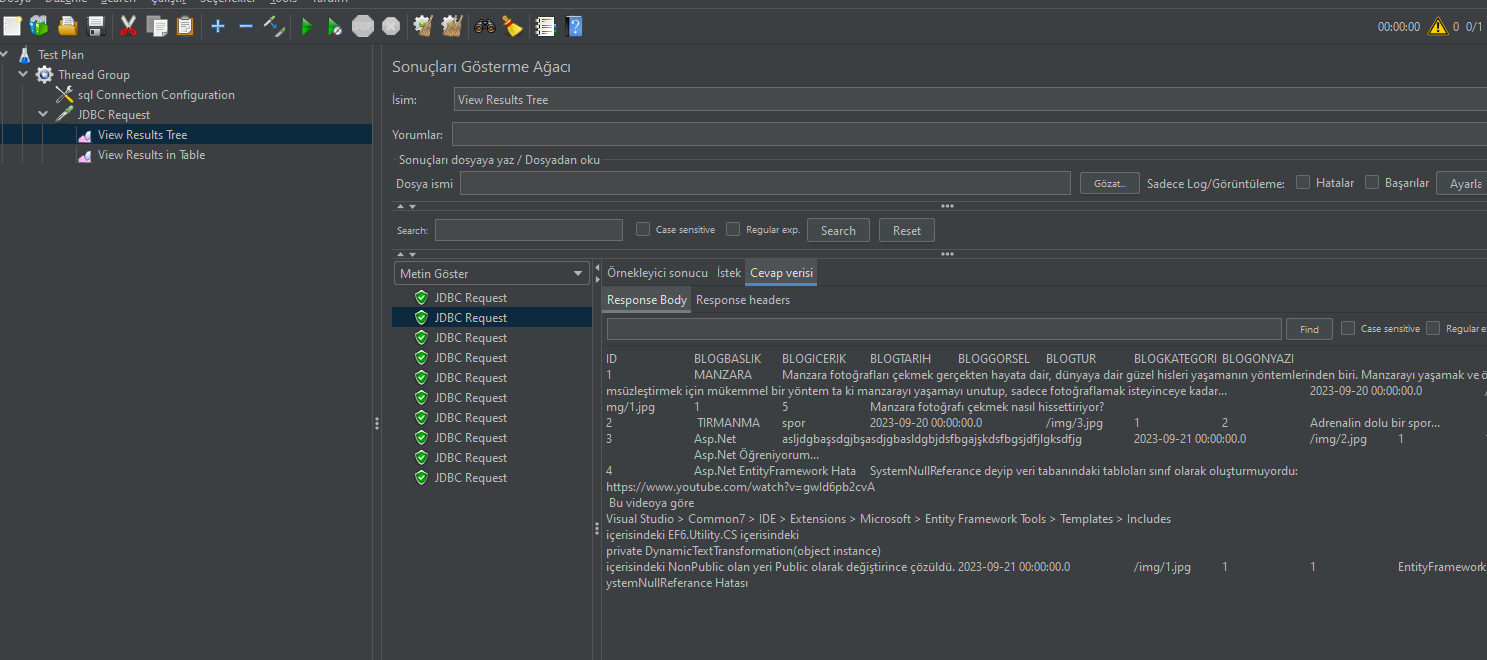 Dosya Düzenle Search Çalıştır Seçenekler Tools Yardım
STOP
00:00:00 0 0/1
Test Plan
Thread Group
sql Connection Configuration
JDBC Request
View Results Tree
View Results in Table
Sonuçları Gösterme Ağacı
İsim: View Results Tree
Yorumlar:
Sonuçları dosyaya yaz / Dosyadan oku
Dosya ismi Gözat... Sadece Log/Görüntüleme: Hatalar Başarılar Ayarla
Search: Case sensitive Regular exp. Search Reset
Metin Göster
JDBC Request
JDBC Request
JDBC Request
JDBC Request
JDBC Request
JDBC Request
JDBC Request
JDBC Request
JDBC Request
JDBC Request
Örnekleyici sonucu İstek Cevap verisi
Response Body Response headers
Find Case sensitive Regular ex
ID BLOGBASLIK BLOGICERIK BLOGTARIH BLOGGORSEL BLOGTUR BLOGKATEGORI BLOGONYAZI
1 MANZARA Manzara fotoğrafları çekmek gerçekten hayata dair, dünyaya dair güzel hisleri yaşamanın yöntemlerinden biri. Manzarayı yaşamak ve ö
msüzleştirmek için mükemmel bir yöntem ta ki manzarayı yaşamayı unutup, sadece fotoğraflamak isteyinceye kadar... 2023-09-20 00:00:00.0 /
mg/1.jpg 1 5 Manzara fotoğrafı çekmek nasıl hissettiriyor?
2 TIRMANMA spor 2023-09-20 00:00:00.0 /img/3.jpg 1 2 Adrenalin dolu bir spor...
3 Asp.Net asljdgbaşsdgjbşasdjgbasldgbjdsfbgajşkdsfbgsjdfjlgksdfjg 2023-09-21 00:00:00.0 /img/2.jpg 1
Asp.Net Öğreniyorum...
4 Asp.Net EntityFramework Hata SystemNullReferance deyip veri tabanındaki tabloları sınıf olarak oluşturmuyordu:
https://www.youtube.com/watch?v=gwld6pb2cvA
Bu videoya göre
Visual Studio > Common7 > IDE > Extensions > Microsoft > Entity Framework Tools > Templates > Includes
içerisindeki EF6.Utility.CS içerisindeki
private DynamicTextTransformation(object instance)
içerisindeki NonPublic olan yeri Public olarak değiştirince çözüldü. 2023-09-21 00:00:00.0 /img/1.jpg 1 1 EntityFramework
ystemNullReferance Hatası